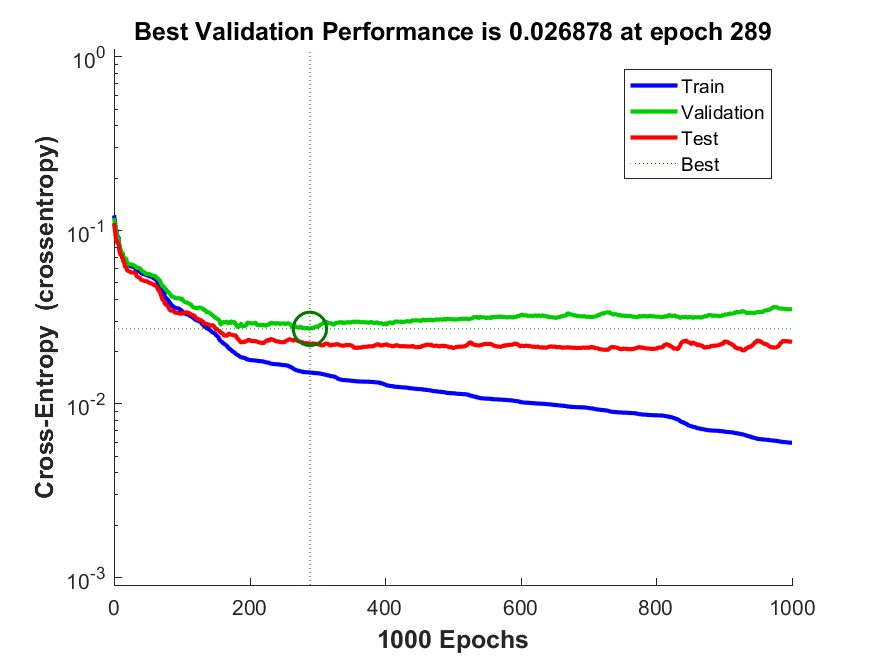 Best Validation Performance is 0.026878 at epoch 289
Train
Validation
Test
Best
10^0
10^-1
10^-2
10^-3
Cross-Entropy  (crossentropy)
0 200 400 600 800 1000
1000 Epochs